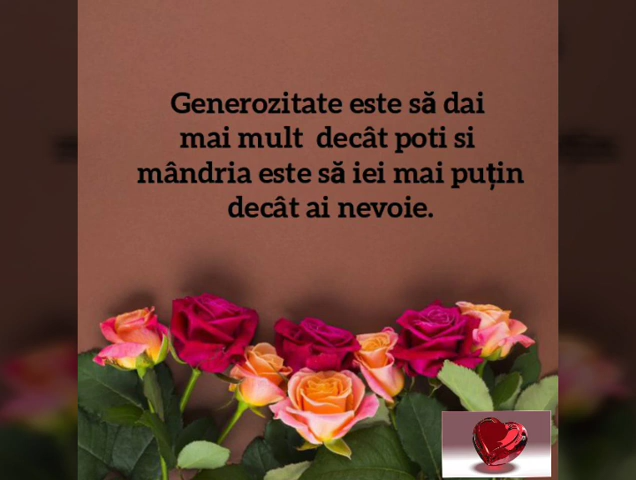 Generozitate este să dai
mai mult decât poti si
mândria este să iei mai puțin
decât ai nevoie.